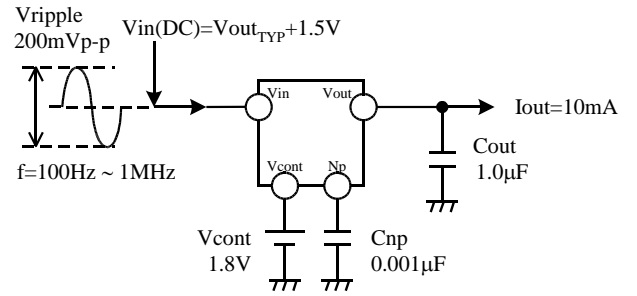 Vripple
200mVp-p
Vin(DC)=VoutTYP+1.5V
Vin
Vout
Iout=10mA
Cout
1.0µF
f=100Hz ~ 1MHz
Vcont
Np
Vcont
1.8V
Cnp
0.001µF